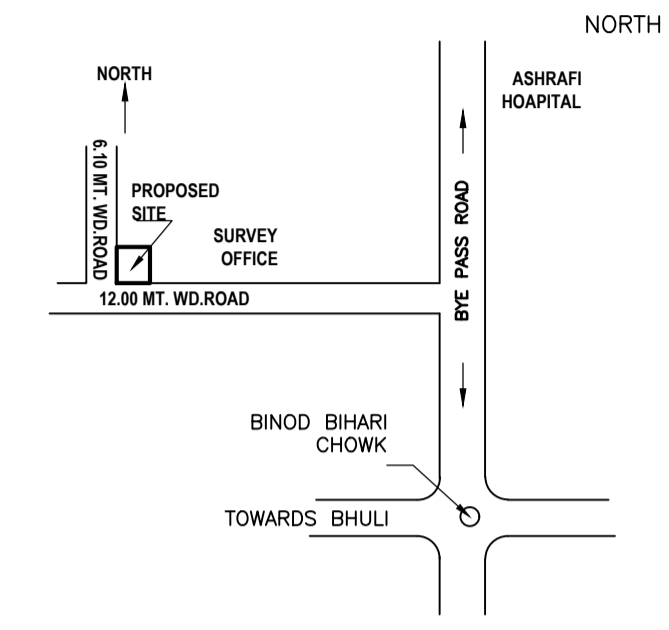 NORTH
NORTH
ASHRAFI
HOAPITAL
6.10 MT. WD.ROAD
PROPOSED
SITE
SURVEY
OFFICE
BYE PASS ROAD
12.00 MT. WD.ROAD
BINOD BIHARI
CHOWK
TOWARDS BHULI